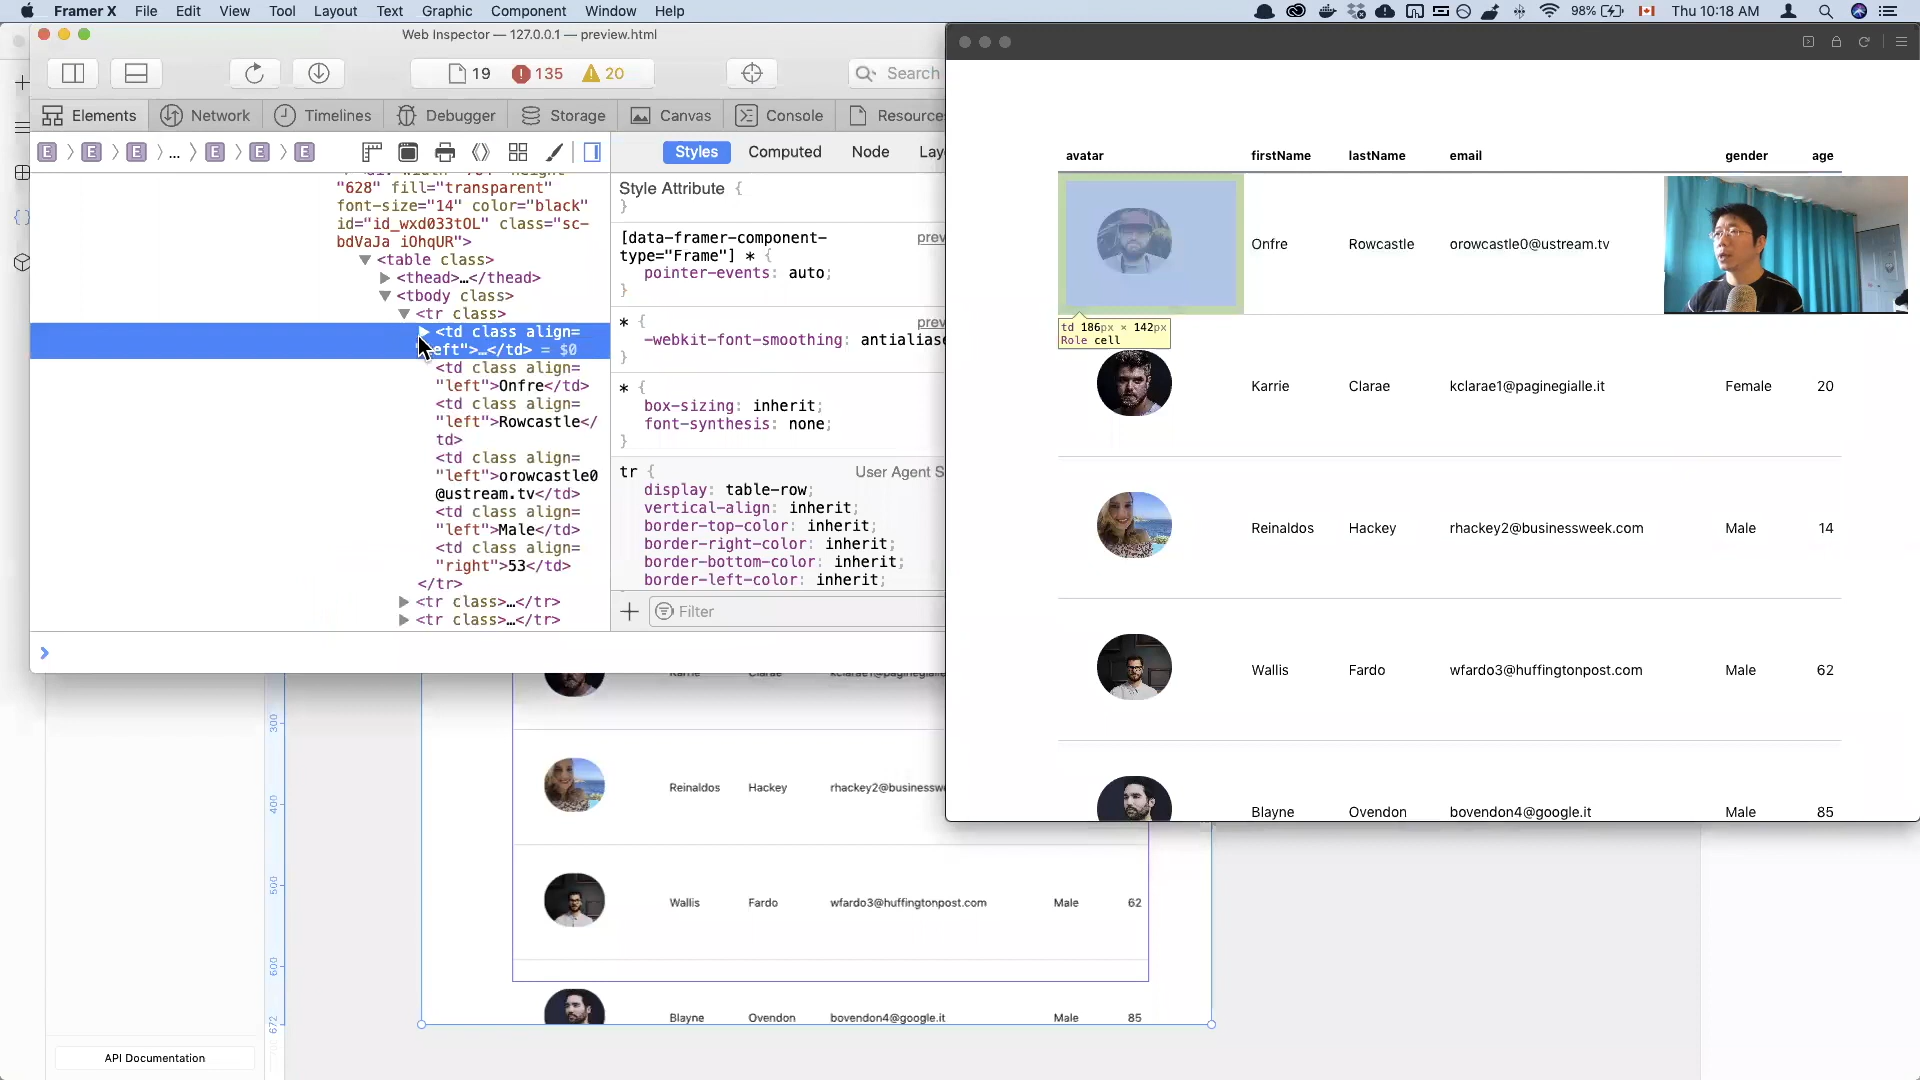 Framer X File Edit View Tool Layout Text Graphic Component Window Help
98% Thu 10:18 AM
Web Inspector — 127.0.0.1 — preview.html
19 135 20 Search
Elements Network Timelines Debugger Storage Canvas Console Resource
E E E ... E E E
Styles Computed Node Lay
"628" fill="transparent"
font-size="14" color="black"
id="id_wxd033tOL" class="sc-
bdVaJa iOhqUR">
<table class>
<thead>…</thead>
<tbody class>
<tr class>
<td class align=
left">…</td> = $0
<td class align=
"left">Onfre</td>
<td class align=
"left">Rowcastle</
td>
<td class align=
"left">orowcastle0
@ustream.tv</td>
<td class align=
"left">Male</td>
<td class align=
"right">53</td>
</tr>
<tr class>…</tr>
<tr class>…</tr>
Style Attribute {
}
[data-framer-component- prev
type="Frame"] * {
pointer-events: auto;
}
* { prev
-webkit-font-smoothing: antialiase
}
* {
box-sizing: inherit;
font-synthesis: none;
}
tr { User Agent S
display: table-row;
vertical-align: inherit;
border-top-color: inherit;
border-right-color: inherit;
border-bottom-color: inherit;
border-left-color: inherit;
Filter
avatar firstName lastName email gender age
Onfre Rowcastle orowcastle0@ustream.tv
td 186px × 142px
Role cell
Karrie Clarae kclarae1@paginegialle.it Female 20
Reinaldos Hackey rhackey2@businessweek.com Male 14
Wallis Fardo wfardo3@huffingtonpost.com Male 62
Blayne Ovendon bovendon4@google.it Male 85
300
400
500
600
672
Reinaldos Hackey rhackey2@businesswe
Wallis Fardo wfardo3@huffingtonpost.com Male 62
Blayne Ovendon bovendon4@google.it Male 85
API Documentation